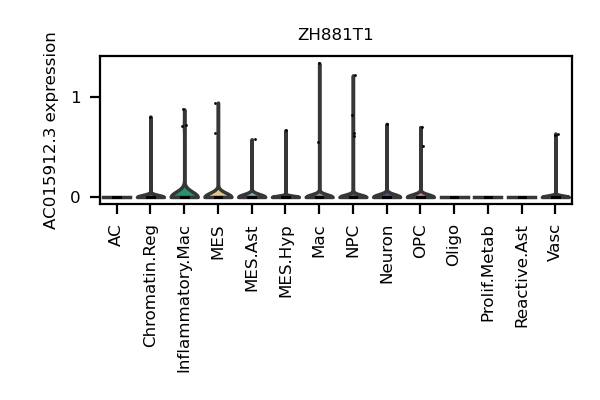 ZH881T1
AC015912.3 expression
1
0
AC
Chromatin.Reg
Inflammatory.Mac
MES
MES.Ast
MES.Hyp
Mac
NPC
Neuron
OPC
Oligo
Prolif.Metab
Reactive.Ast
Vasc